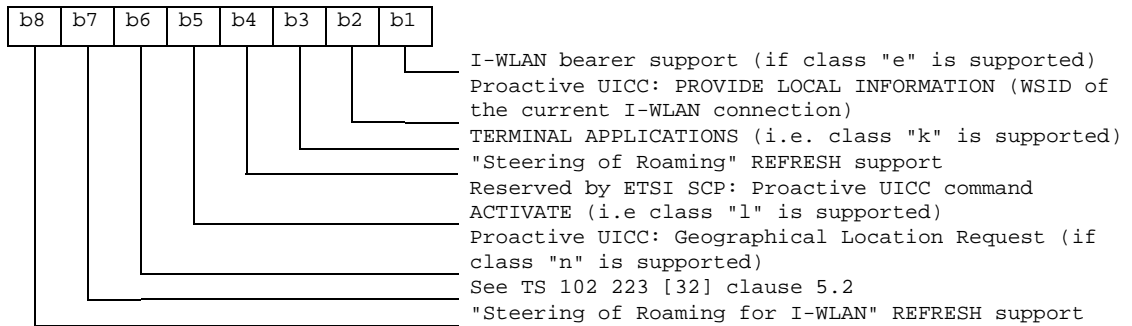 b8 b7 b6 b5 b4 b3 b2 b1
I-WLAN bearer support (if class "e" is supported)
Proactive UICC: PROVIDE LOCAL INFORMATION (WSID of
the current I-WLAN connection)
TERMINAL APPLICATIONS (i.e. class "k" is supported)
"Steering of Roaming" REFRESH support
Reserved by ETSI SCP: Proactive UICC command
ACTIVATE (i.e class "l" is supported)
Proactive UICC: Geographical Location Request (if
class "n" is supported)
See TS 102 223 [32] clause 5.2
"Steering of Roaming for I-WLAN" REFRESH support